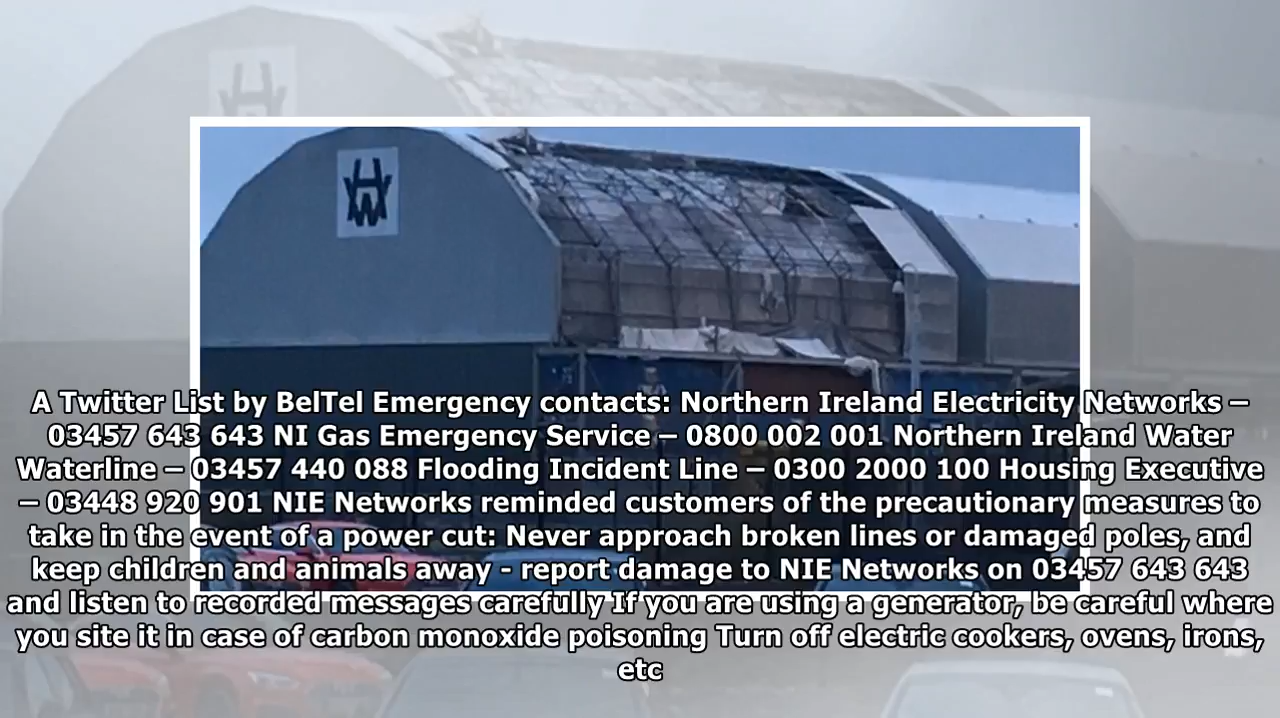 HW
A Twitter List by BelTel Emergency contacts: Northern Ireland Electricity Networks –
03457 643 643 NI Gas Emergency Service – 0800 002 001 Northern Ireland Water
Waterline – 03457 440 088 Flooding Incident Line – 0300 2000 100 Housing Executive
– 03448 920 901 NIE Networks reminded customers of the precautionary measures to
take in the event of a power cut: Never approach broken lines or damaged poles, and
keep children and animals away - report damage to NIE Networks on 03457 643 643
and listen to recorded messages carefully If you are using a generator, be careful where
you site it in case of carbon monoxide poisoning Turn off electric cookers, ovens, irons,
etc